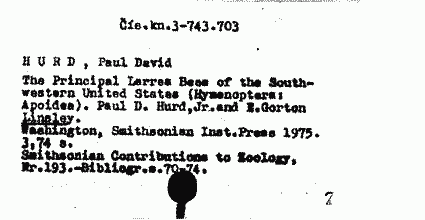 Čís.kn.3-743.703
H U R D , Paul David
The Principal Larrea Bees of the South-
western United States (Hymenoptera:
Apoidea). Paul D. Hurd,Jr.and E.Gorton
Linsley.
Washington, Smithsonian Inst.Press 1975.
3,74 s.
Smithsonian Contributions to Zoology,
Nr.193.-Bibliogr.s.70-74.
7